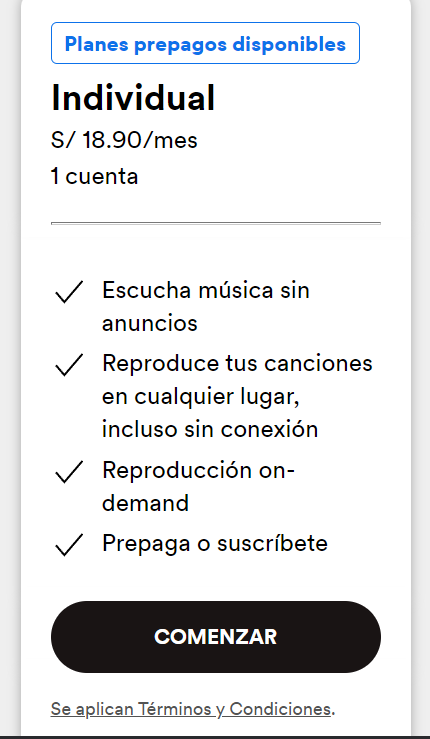 Planes prepagos disponibles
Individual
S/ 18.90/mes
1 cuenta
Escucha música sin
anuncios
Reproduce tus canciones
en cualquier lugar,
incluso sin conexión
Reproducción on-
demand
Prepaga o suscríbete
COMENZAR
Se aplican Términos y Condiciones.